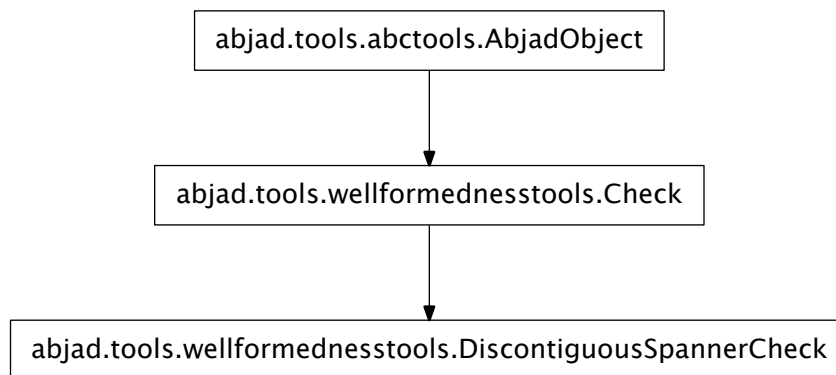 abjad.tools.abctools.AbjadObject
abjad.tools.wellformednesstools.Check
abjad.tools.wellformednesstools.DiscontiguousSpannerCheck